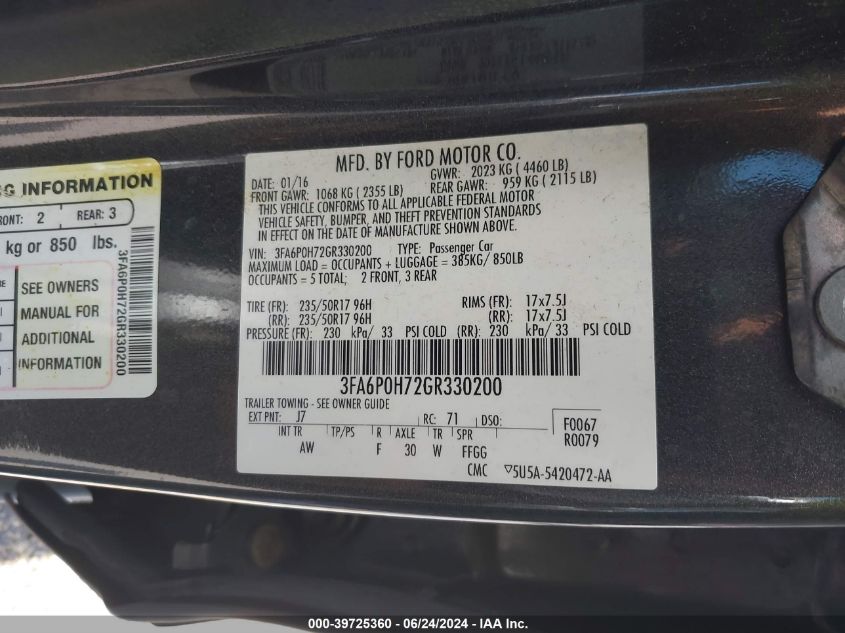 G INFORMATION
FRONT: 2 REAR: 3
kg or 850 lbs.
SEE OWNERS
MANUAL FOR
ADDITIONAL
INFORMATION
3FA6P0H72GR330200
MFD. BY FORD MOTOR CO.
DATE: 01/16 GVWR: 2023 KG ( 4460 LB)
FRONT GAWR: 1068 KG ( 2355 LB) REAR GAWR: 959 KG ( 2115 LB)
THIS VEHICLE CONFORMS TO ALL APPLICABLE FEDERAL MOTOR
VEHICLE SAFETY, BUMPER, AND THEFT PREVENTION STANDARDS
IN EFFECT ON THE DATE OF MANUFACTURE SHOWN ABOVE.
VIN: 3FA6P0H72GR330200 TYPE: Passenger Car
MAXIMUM LOAD = OCCUPANTS + LUGGAGE = 385KG/ 850LB
OCCUPANTS = 5 TOTAL; 2 FRONT, 3 REAR
TIRE (FR): 235/50R17 96H RIMS (FR): 17x7.5J
(RR): 235/50R17 96H (RR): 17x7.5J
PRESSURE (FR): 230 kPa/ 33 PSI COLD (RR): 230 kPa/ 33 PSI COLD
3FA6P0H72GR330200
TRAILER TOWING - SEE OWNER GUIDE
EXT PNT: J7 RC: 71 DSO: F0067
INT TR TP/PS R AXLE TR SPR R0079
AW F 30 W FFGG
CMC ▽5U5A-5420472-AA
000-39725360 - 06/24/2024 - IAA Inc.